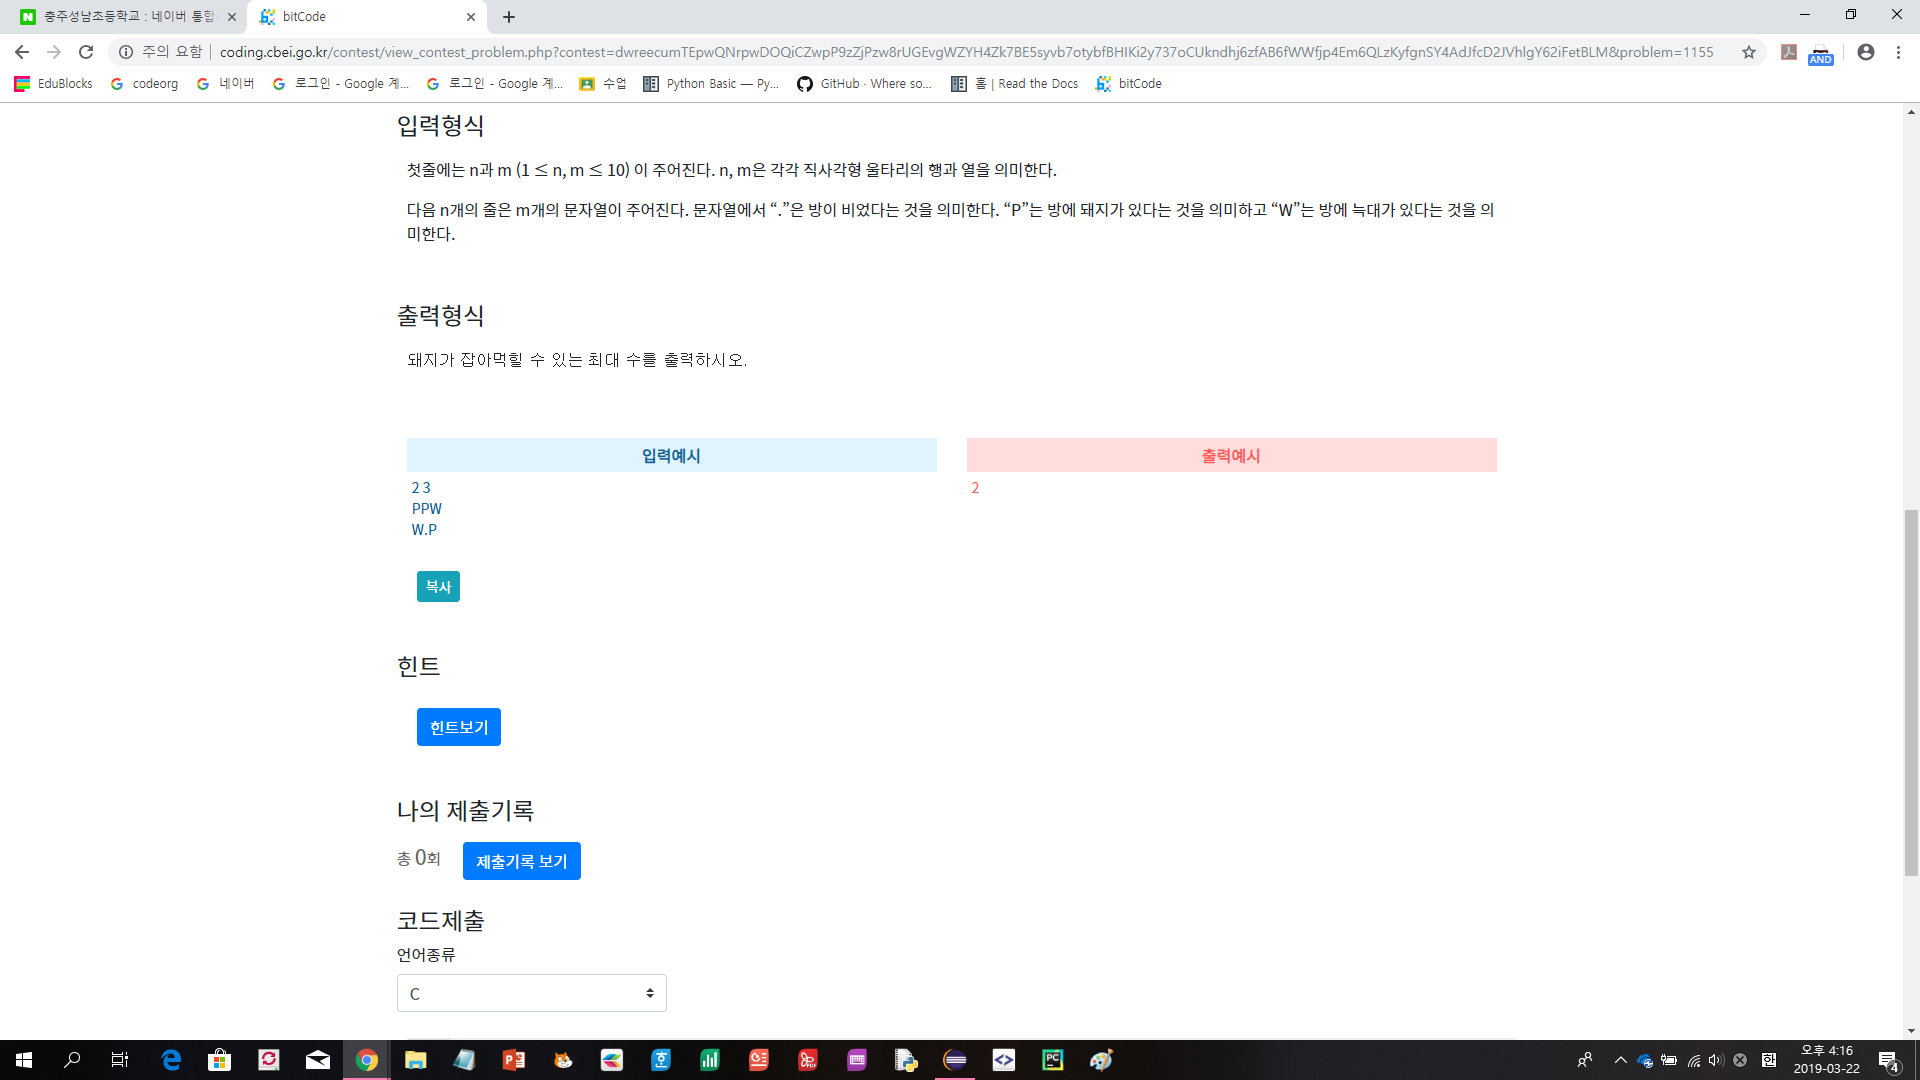 충주성남초등학교 : 네이버 통합
bitCode
주의 요함
coding.cbei.go.kr/contest/view_contest_problem.php?contest=dwreecumTEpwQNrpwDOQiCZwpP9zZjPzw8rUGEvgWZYH4Zk7BE5syvb7otybfBHIKi2y737oCUkndhj6zfAB6fWWfjp4Em6QLzKyfgnSY4AdJfcD2JVhlgY62iFetBLM&problem=1155
AND
EduBlocks codeorg 네이버 로그인 - Google 계... 로그인 - Google 계... 수업 Python Basic — Py... GitHub · Where so... 홈 | Read the Docs bitCode
입력형식
첫줄에는 n과 m (1 ≤ n, m ≤ 10) 이 주어진다. n, m은 각각 직사각형 울타리의 행과 열을 의미한다.
다음 n개의 줄은 m개의 문자열이 주어진다. 문자열에서 “.”은 방이 비었다는 것을 의미한다. “P”는 방에 돼지가 있다는 것을 의미하고 “W”는 방에 늑대가 있다는 것을 의
미한다.
출력형식
돼지가 잡아먹힐 수 있는 최대 수를 출력하시오.
입력예시
출력예시
2 3
2
PPW
W.P
복사
힌트
힌트보기
나의 제출기록
총 0회
제출기록 보기
코드제출
언어종류
C
오후 4:16
2019-03-22
4